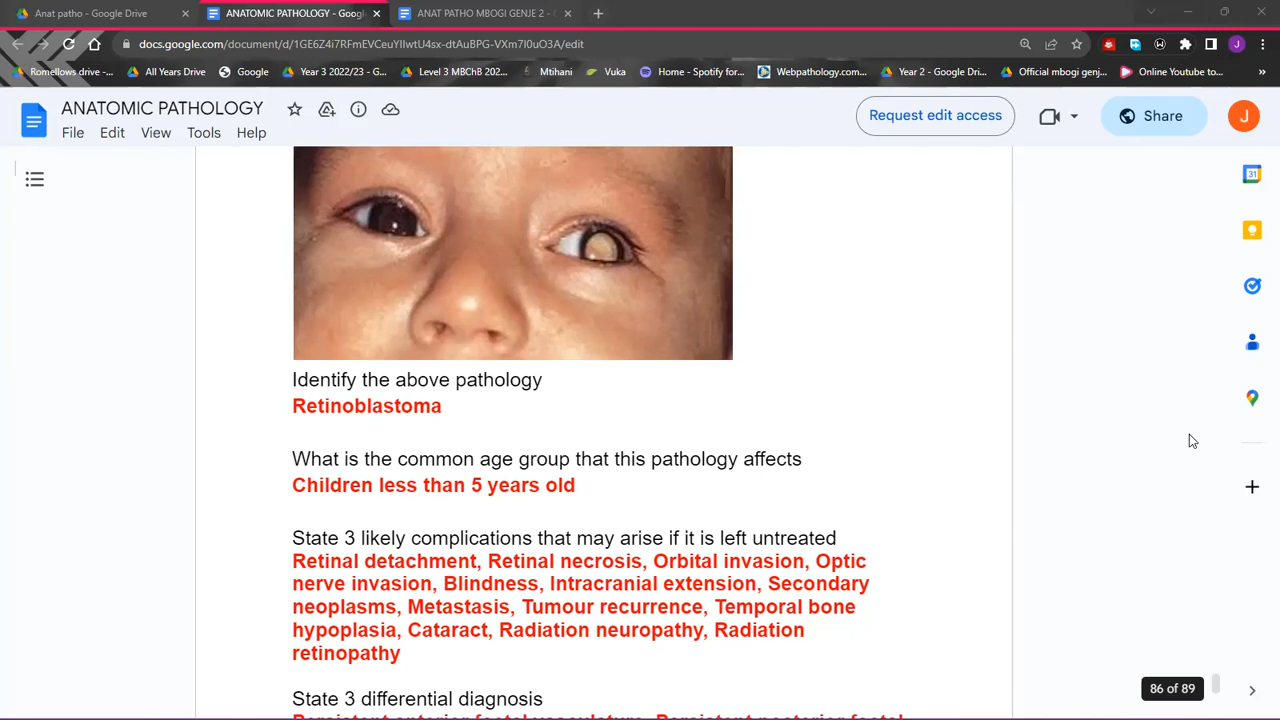 Anat patho - Google Drive
ANATOMIC PATHOLOGY - Goog
ANAT PATHO MBOGI GENJE 2 -
docs.google.com/document/d/1GE6Z4i7RFmEVCeuYIIwtU4sx-dtAuBPG-VXm7I0uO3A/edit
Romellows drive -...
All Years Drive
Google
Year 3 2022/23 - G...
Level 3 MBChB 202...
Mtihani
Vuka
Home - Spotify for...
Webpathology.com...
Year 2 - Google Dri...
Official mbogi genj...
Online Youtube to...
ANATOMIC PATHOLOGY
File Edit View Tools Help
Request edit access
Share
J
31
Identify the above pathology
Retinoblastoma
What is the common age group that this pathology affects
Children less than 5 years old
State 3 likely complications that may arise if it is left untreated
Retinal detachment, Retinal necrosis, Orbital invasion, Optic
nerve invasion, Blindness, Intracranial extension, Secondary
neoplasms, Metastasis, Tumour recurrence, Temporal bone
hypoplasia, Cataract, Radiation neuropathy, Radiation
retinopathy
State 3 differential diagnosis
86 of 89